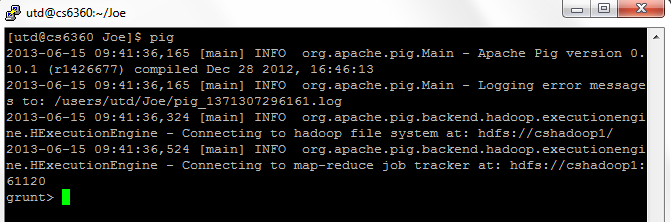 utd@cs6360:~/Joe
[utd@cs6360 Joe]$ pig
2013-06-15 09:41:36,165 [main] INFO  org.apache.pig.Main - Apache Pig version 0.
10.1 (r1426677) compiled Dec 28 2012, 16:46:13
2013-06-15 09:41:36,165 [main] INFO  org.apache.pig.Main - Logging error message
s to: /users/utd/Joe/pig_1371307296161.log
2013-06-15 09:41:36,324 [main] INFO  org.apache.pig.backend.hadoop.executionengi
ne.HExecutionEngine - Connecting to hadoop file system at: hdfs://cshadoop1/
2013-06-15 09:41:36,524 [main] INFO  org.apache.pig.backend.hadoop.executionengi
ne.HExecutionEngine - Connecting to map-reduce job tracker at: hdfs://cshadoop1:
61120
grunt>